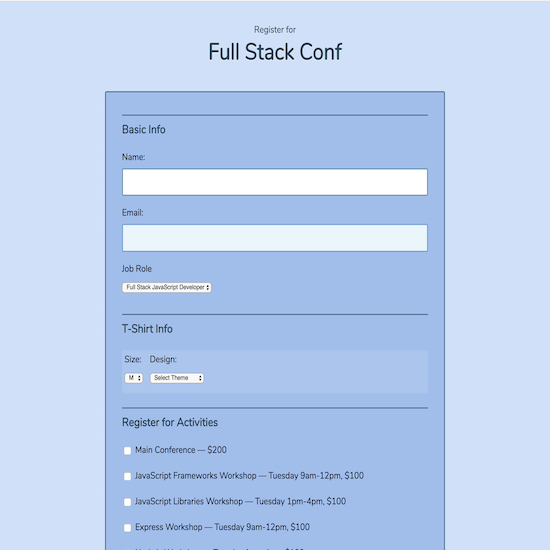 Register for
Full Stack Conf
Basic Info
Name:
Email:
Job Role
Full Stack JavaScript Developer
T-Shirt Info
Size: Design:
M Select Theme
Register for Activities
Main Conference — $200
JavaScript Frameworks Workshop — Tuesday 9am-12pm, $100
JavaScript Libraries Workshop — Tuesday 1pm-4pm, $100
Express Workshop — Tuesday 9am-12pm, $100